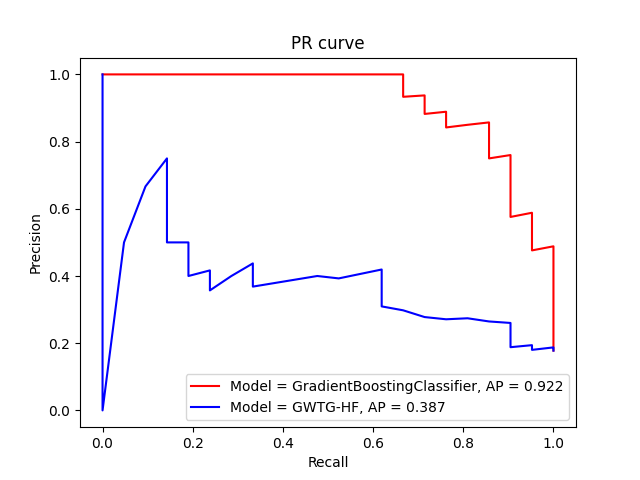 PR curve
1.0
0.8
0.6
0.4
0.2
0.0
Precision
Model = GradientBoostingClassifier, AP = 0.922
Model = GWTG-HF, AP = 0.387
0.0 0.2 0.4 0.6 0.8 1.0
Recall